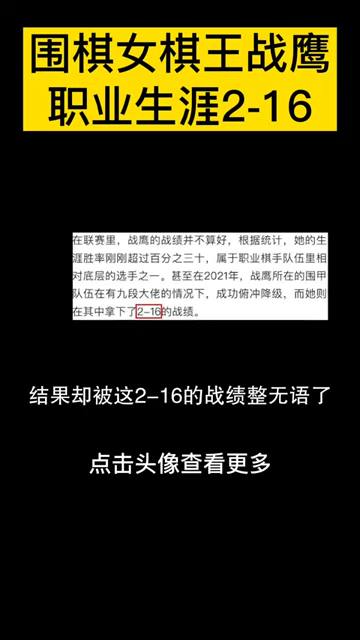 围棋女棋王战鹰
职业生涯2-16
在联赛里，战鹰的战绩并不算好，根据统计，她的生
涯胜率刚刚超过百分之三十，属于职业棋手队伍里相
对底层的选手之一。甚至在2021年，战鹰所在的围甲
队伍在有九段大佬的情况下，成功俯冲降级，而她则
在其中拿下了2-16的战绩。
结果却被这2-16的战绩整无语了
点击头像查看更多